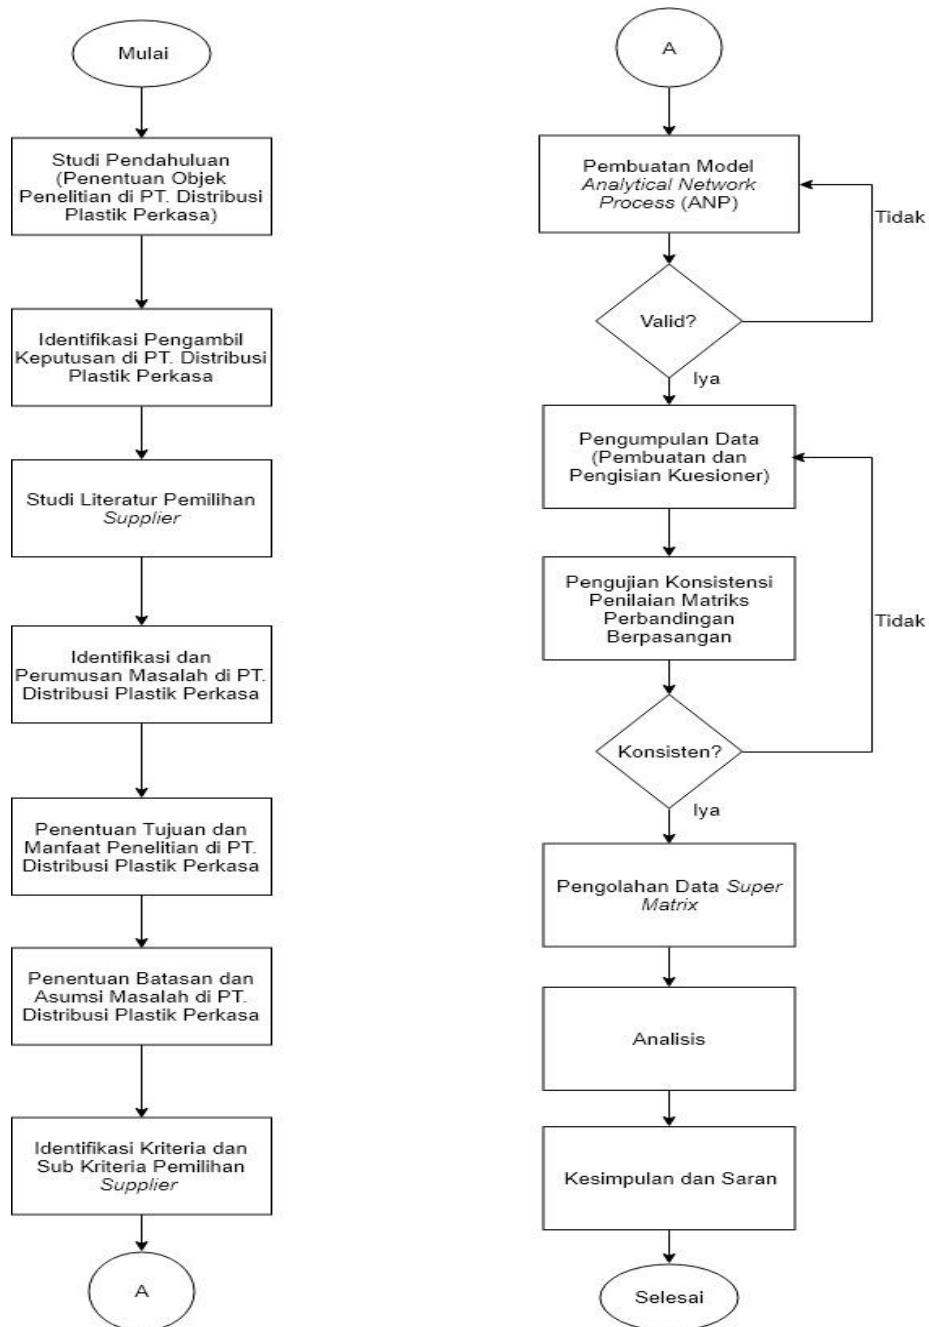 Mulai
Studi Pendahuluan
(Penentuan Objek
Penelitian di PT. Distribusi
Plastik Perkasa)
Identifikasi Pengambil
Keputusan di PT. Distribusi
Plastik Perkasa
Studi Literatur Pemilihan
Supplier
Identifikasi dan
Perumusan Masalah di PT.
Distribusi Plastik Perkasa
Penentuan Tujuan dan
Manfaat Penelitian di PT.
Distribusi Plastik Perkasa
Penentuan Batasan dan
Asumsi Masalah di PT.
Distribusi Plastik Perkasa
Identifikasi Kriteria dan
Sub Kriteria Pemilihan
Supplier
A
A
Pembuatan Model
Analytical Network
Process (ANP)
Tidak
Valid?
Iya
Pengumpulan Data
(Pembuatan dan
Pengisian Kuesioner)
Pengujian Konsistensi
Penilaian Matriks
Perbandingan
Berpasangan
Tidak
Konsisten?
Iya
Pengolahan Data Super
Matrix
Analisis
Kesimpulan dan Saran
Selesai